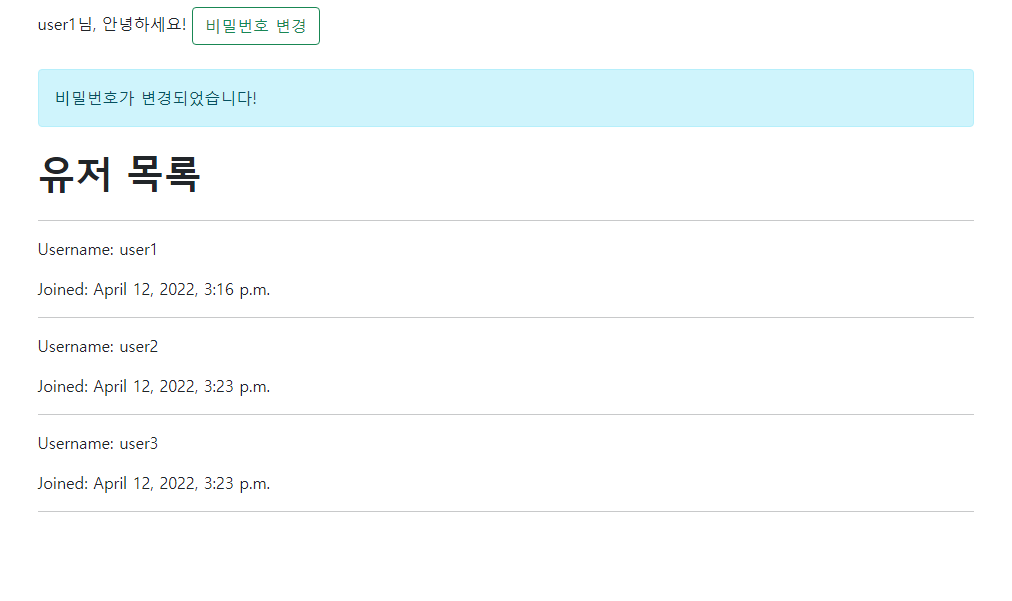 user1님, 안녕하세요! 비밀번호 변경
비밀번호가 변경되었습니다!
유저 목록
Username: user1
Joined: April 12, 2022, 3:16 p.m.
Username: user2
Joined: April 12, 2022, 3:23 p.m.
Username: user3
Joined: April 12, 2022, 3:23 p.m.